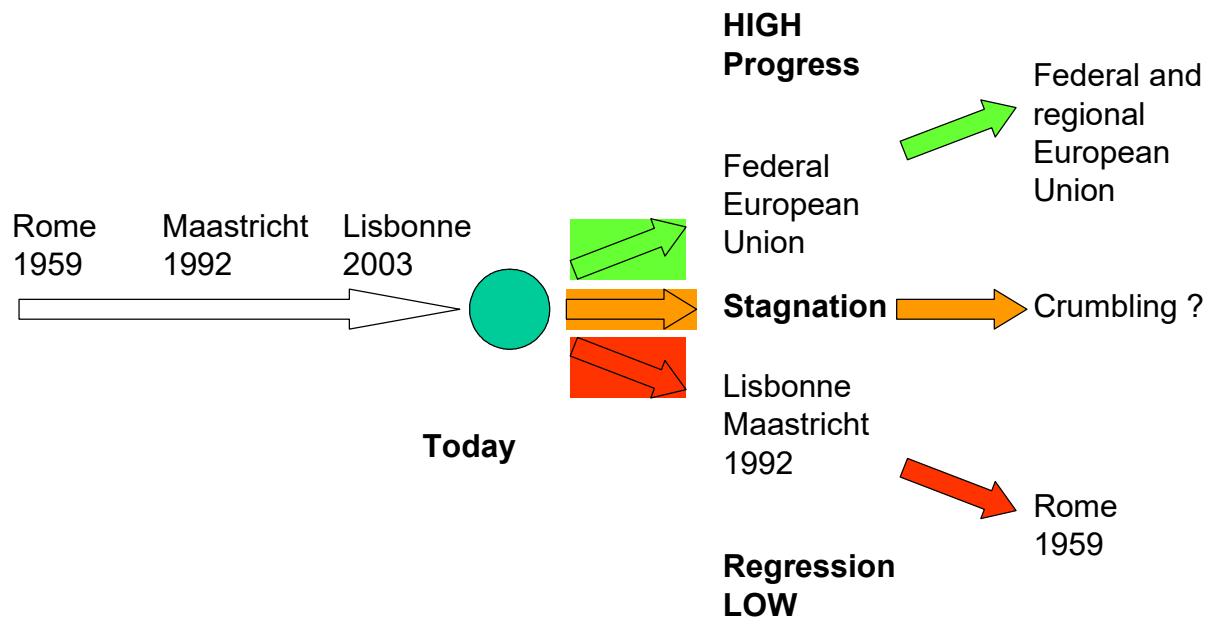 HIGH
Progress
Federal and
regional
European
Union
Federal
European
Union
Rome
1959
Maastricht
1992
Lisbonne
2003
Stagnation
Crumbling ?
Lisbonne
Maastricht
1992
Today
Rome
1959
Regression
LOW